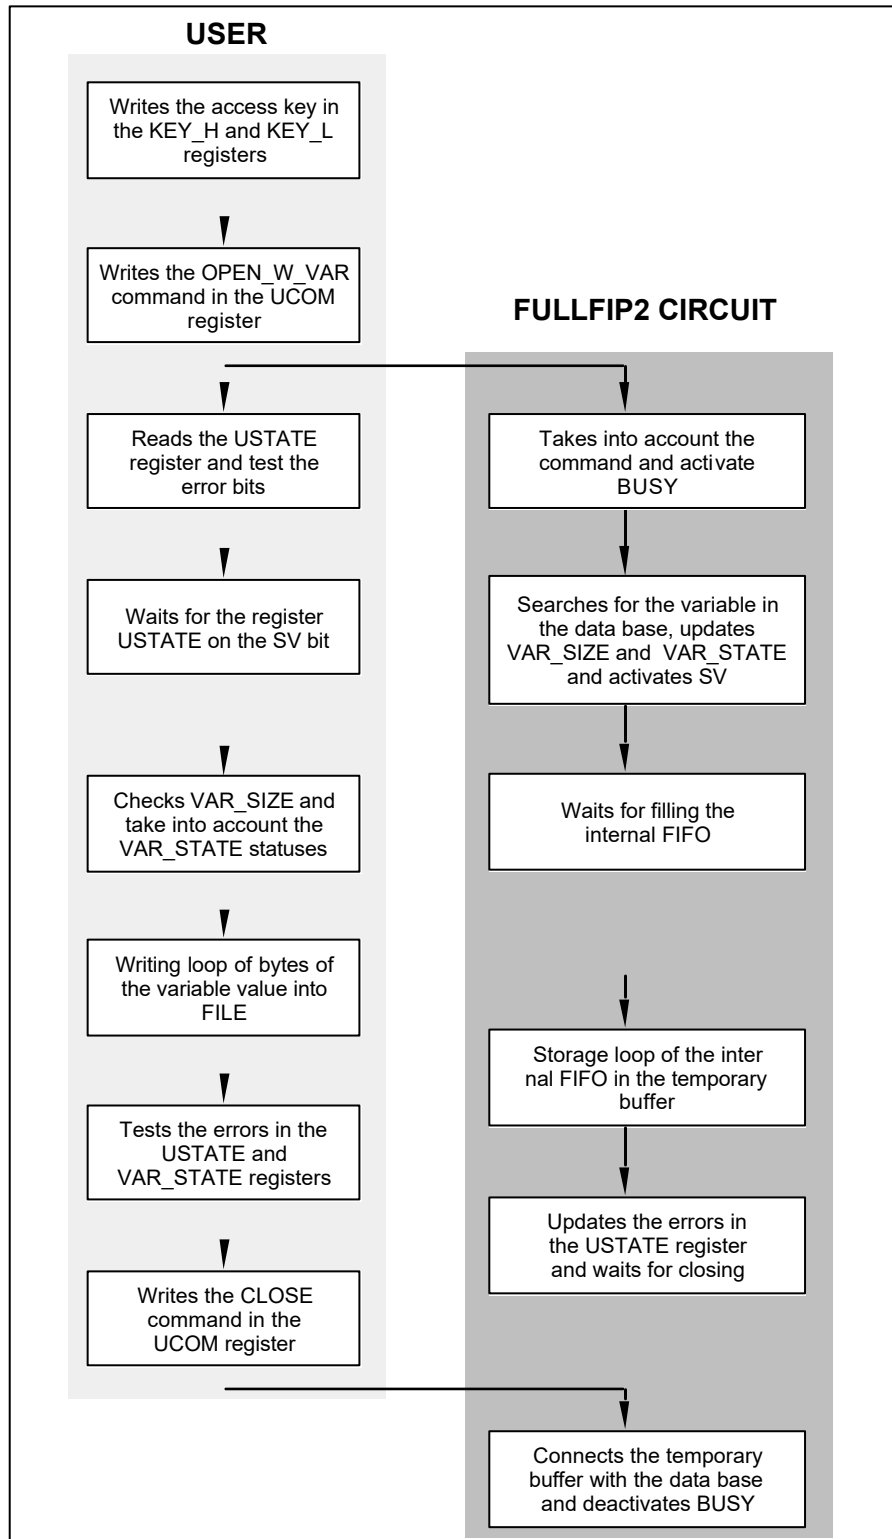 USER
Writes the access key in
the KEY_H and KEY_L
registers
Writes the OPEN_W_VAR
command in the UCOM
register
Reads the USTATE
register and test the
error bits
Waits for the register
USTATE on the SV bit
Checks VAR_SIZE and
take into account the
VAR_STATE statuses
Writing loop of bytes of
the variable value into
FILE
Tests the errors in the
USTATE and
VAR_STATE registers
Writes the CLOSE
command in the
UCOM register
FULLFIP2 CIRCUIT
Takes into account the
command and activate
BUSY
Searches for the variable in
the data base, updates
VAR_SIZE and VAR_STATE
and activates SV
Waits for filling the
internal FIFO
Storage loop of the inter
nal FIFO in the temporary
buffer
Updates the errors in
the USTATE register
and waits for closing
Connects the temporary
buffer with the data base
and deactivates BUSY